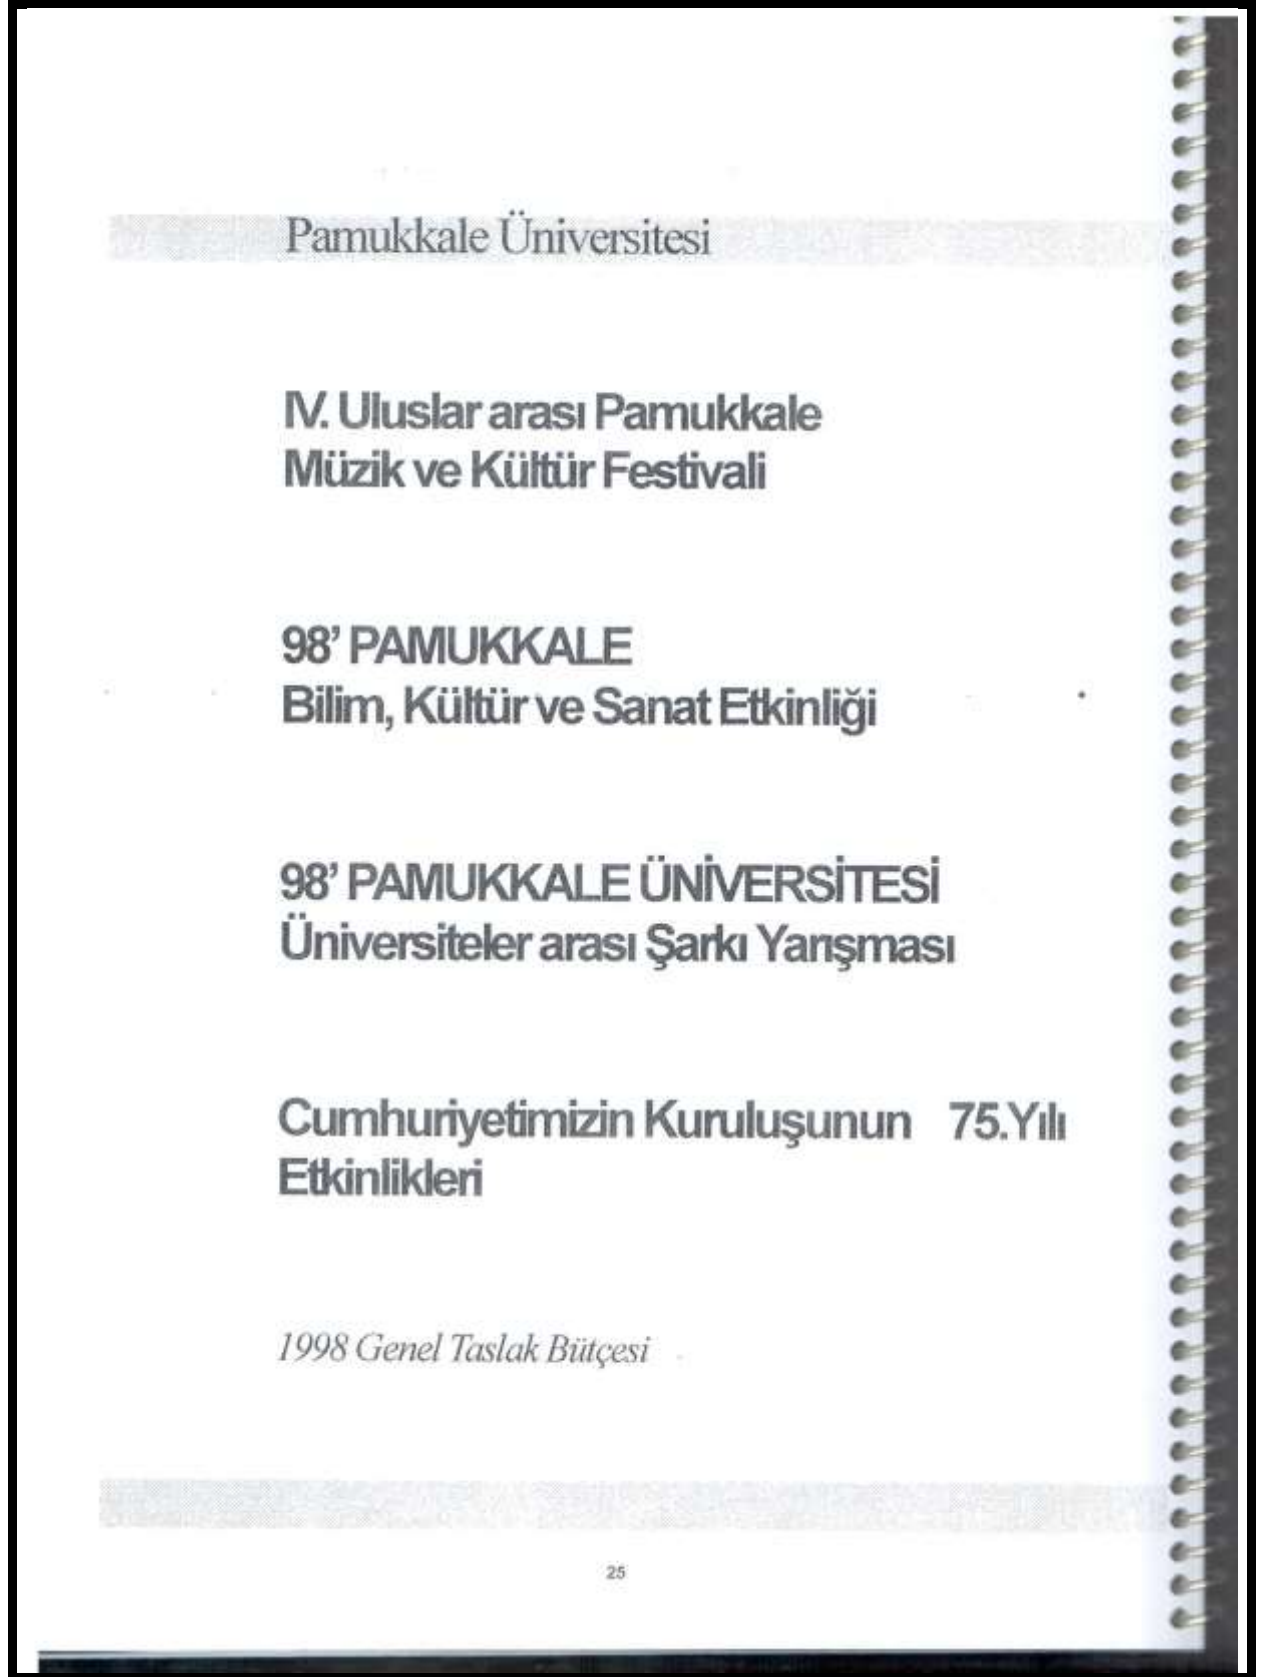 Pamukkale Üniversitesi
IV. Uluslar arası Pamukkale
Müzik ve Kültür Festivali
98’ PAMUKKALE
Bilim, Kültür ve Sanat Etkinliği
98’ PAMUKKALE ÜNİVERSİTESİ
Üniversiteler arası Şarkı Yarışması
Cumhuriyetimizin Kuruluşunun 75.Yılı
Etkinlikleri
1998 Genel Taslak Bütçesi
25